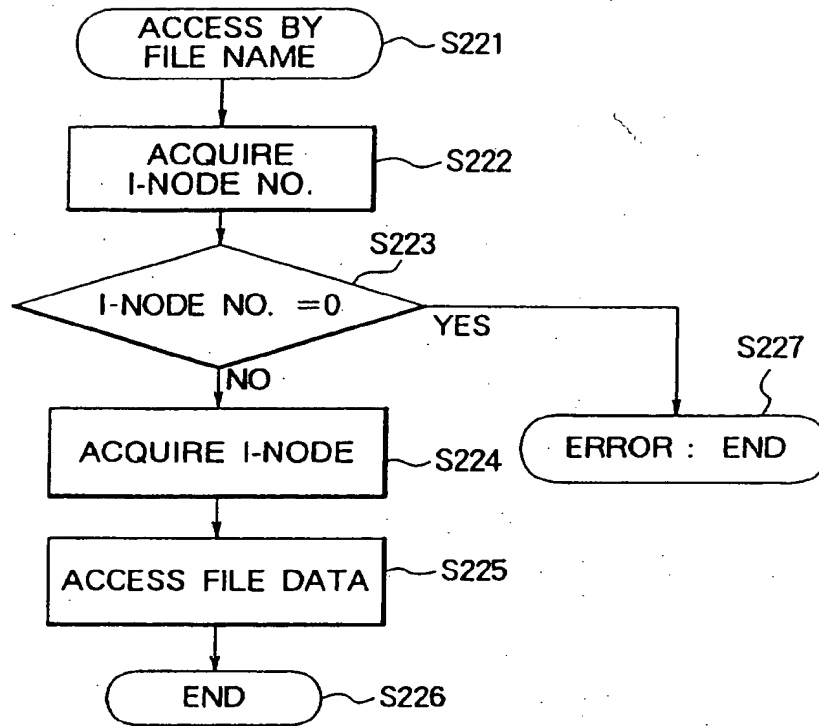 ACCESS BY
FILE NAME
S221
ACQUIRE
I-NODE NO.
S222
S223
I-NODE NO. =0
YES
NO
S227
ERROR : END
ACQUIRE I-NODE
S224
ACCESS FILE DATA
S225
END
S226